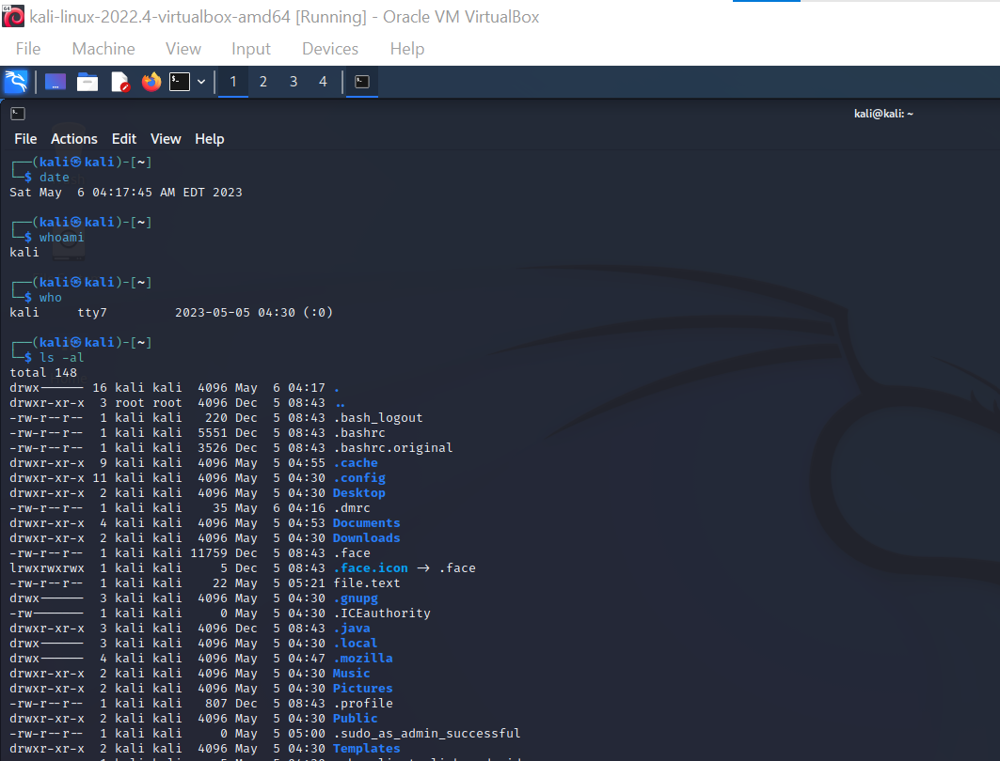 kali-linux-2022.4-virtualbox-amd64 [Running] - Oracle VM VirtualBox
File Machine View Input Devices Help
1 2 3 4
kali@kali: ~
File Actions Edit View Help
┌──(kali㉿kali)-[~]
└─$ date
Sat May  6 04:17:45 AM EDT 2023
┌──(kali㉿kali)-[~]
└─$ whoami
kali
┌──(kali㉿kali)-[~]
└─$ who
kali     tty7         2023-05-05 04:30 (:0)
┌──(kali㉿kali)-[~]
└─$ ls -al
total 148
drwx------ 16 kali kali  4096 May  6 04:17 .
drwxr-xr-x  3 root root  4096 Dec  5 08:43 ..
-rw-r--r--  1 kali kali   220 Dec  5 08:43 .bash_logout
-rw-r--r--  1 kali kali  5551 Dec  5 08:43 .bashrc
-rw-r--r--  1 kali kali  3526 Dec  5 08:43 .bashrc.original
drwxr-xr-x  9 kali kali  4096 May  5 04:55 .cache
drwxr-xr-x 11 kali kali  4096 May  5 04:30 .config
drwxr-xr-x  2 kali kali  4096 May  5 04:30 Desktop
-rw-r--r--  1 kali kali    35 May  6 04:16 .dmrc
drwxr-xr-x  4 kali kali  4096 May  5 04:53 Documents
drwxr-xr-x  2 kali kali  4096 May  5 04:30 Downloads
-rw-r--r--  1 kali kali 11759 Dec  5 08:43 .face
lrwxrwxrwx  1 kali kali     5 Dec  5 08:43 .face.icon -> .face
-rw-r--r--  1 kali kali    22 May  5 05:21 file.text
drwx------  3 kali kali  4096 May  5 04:30 .gnupg
-rw-------  1 kali kali     0 May  5 04:30 .ICEauthority
drwxr-xr-x  3 kali kali  4096 Dec  5 08:43 .java
drwx------  3 kali kali  4096 May  5 04:30 .local
drwx------  4 kali kali  4096 May  5 04:47 .mozilla
drwxr-xr-x  2 kali kali  4096 May  5 04:30 Music
drwxr-xr-x  2 kali kali  4096 May  5 04:30 Pictures
-rw-r--r--  1 kali kali   807 Dec  5 08:43 .profile
drwxr-xr-x  2 kali kali  4096 May  5 04:30 Public
-rw-r--r--  1 kali kali     0 May  5 05:00 .sudo_as_admin_successful
drwxr-xr-x  2 kali kali  4096 May  5 04:30 Templates